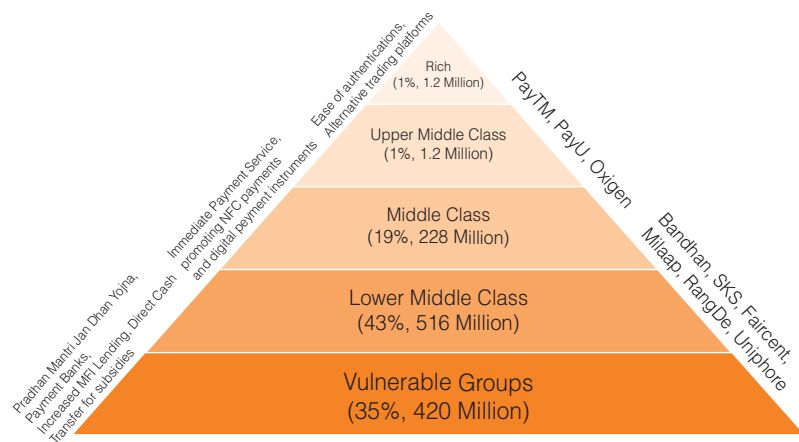 Ease of authentications,
Alternative trading platforms
Immediate Payment Service,
promoting NFC payments
and digital peyment instruments
Pradhan Mantri Jan Dhan Yojna,
Payment Banks,
Increased MFI Lending, Direct Cash
Transfer for subsidies
Rich
(1%, 1.2 Million)
Upper Middle Class
(1%, 1.2 Million)
Middle Class
(19%, 228 Million)
Lower Middle Class
(43%, 516 Million)
Vulnerable Groups
(35%, 420 Million)
PayTM, PayU, Oxigen
Bandhan, SKS, Faircent,
Milaap, RangDe, Uniphore